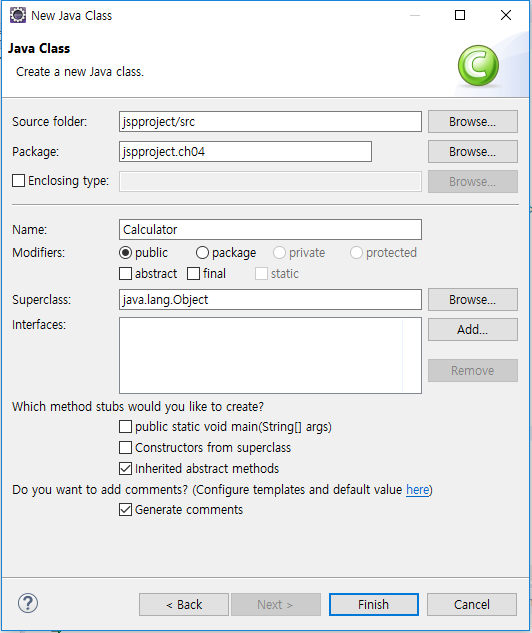 New Java Class
Java Class
Create a new Java class.
C
Source folder: jspproject/src Browse...
Package: jspproject.ch04 Browse...
Enclosing type: Browse...
Name: Calculator
Modifiers: public package private protected
abstract final static
Superclass: java.lang.Object Browse...
Interfaces: Add...
Remove
Which method stubs would you like to create?
public static void main(String[] args)
Constructors from superclass
Inherited abstract methods
Do you want to add comments? (Configure templates and default value here)
Generate comments
? < Back Next > Finish Cancel